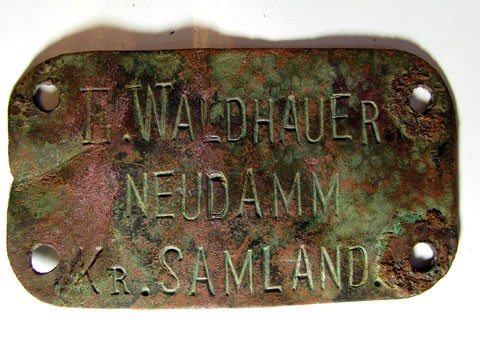 F. WALDHAUER
NEUDAMM
KR. SAMLAND.